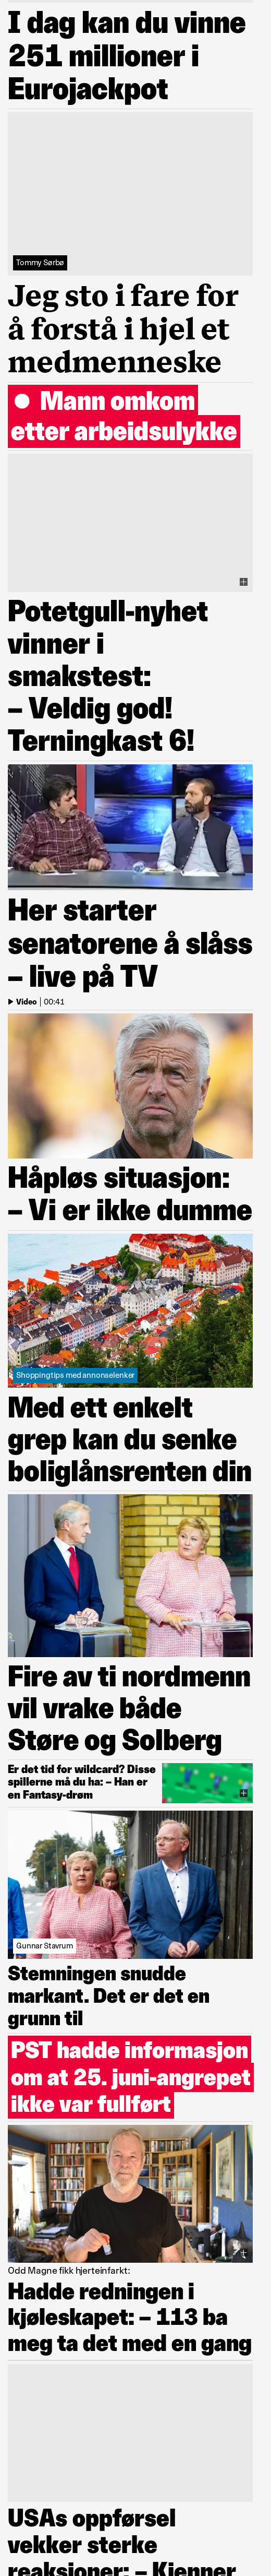 I dag kan du vinne
251 millioner i
Eurojackpot
Tommy Sørbø
Jeg sto i fare for
å forstå i hjel et
medmenneske
Mann omkom
etter arbeidsulykke
Potetgull-nyhet
vinner i
smakstest:
– Veldig god!
Terningkast 6!
Her starter
senatorene å slåss
– live på TV
Video | 00:41
Håpløs situasjon:
– Vi er ikke dumme
Shoppingtips med annonselenker
Med ett enkelt
grep kan du senke
boliglånsrenten din
Fire av ti nordmenn
vil vrake både
Støre og Solberg
Er det tid for wildcard? Disse
spillerne må du ha: – Han er
en Fantasy-drøm
Gunnar Stavrum
Stemningen snudde
markant. Det er det en
grunn til
PST hadde informasjon
om at 25. juni-angrepet
ikke var fullført
Odd Magne fikk hjerteinfarkt:
Hadde redningen i
kjøleskapet: – 113 ba
meg ta det med en gang
USAs oppførsel
vekker sterke
reaksjoner: – Kjenner